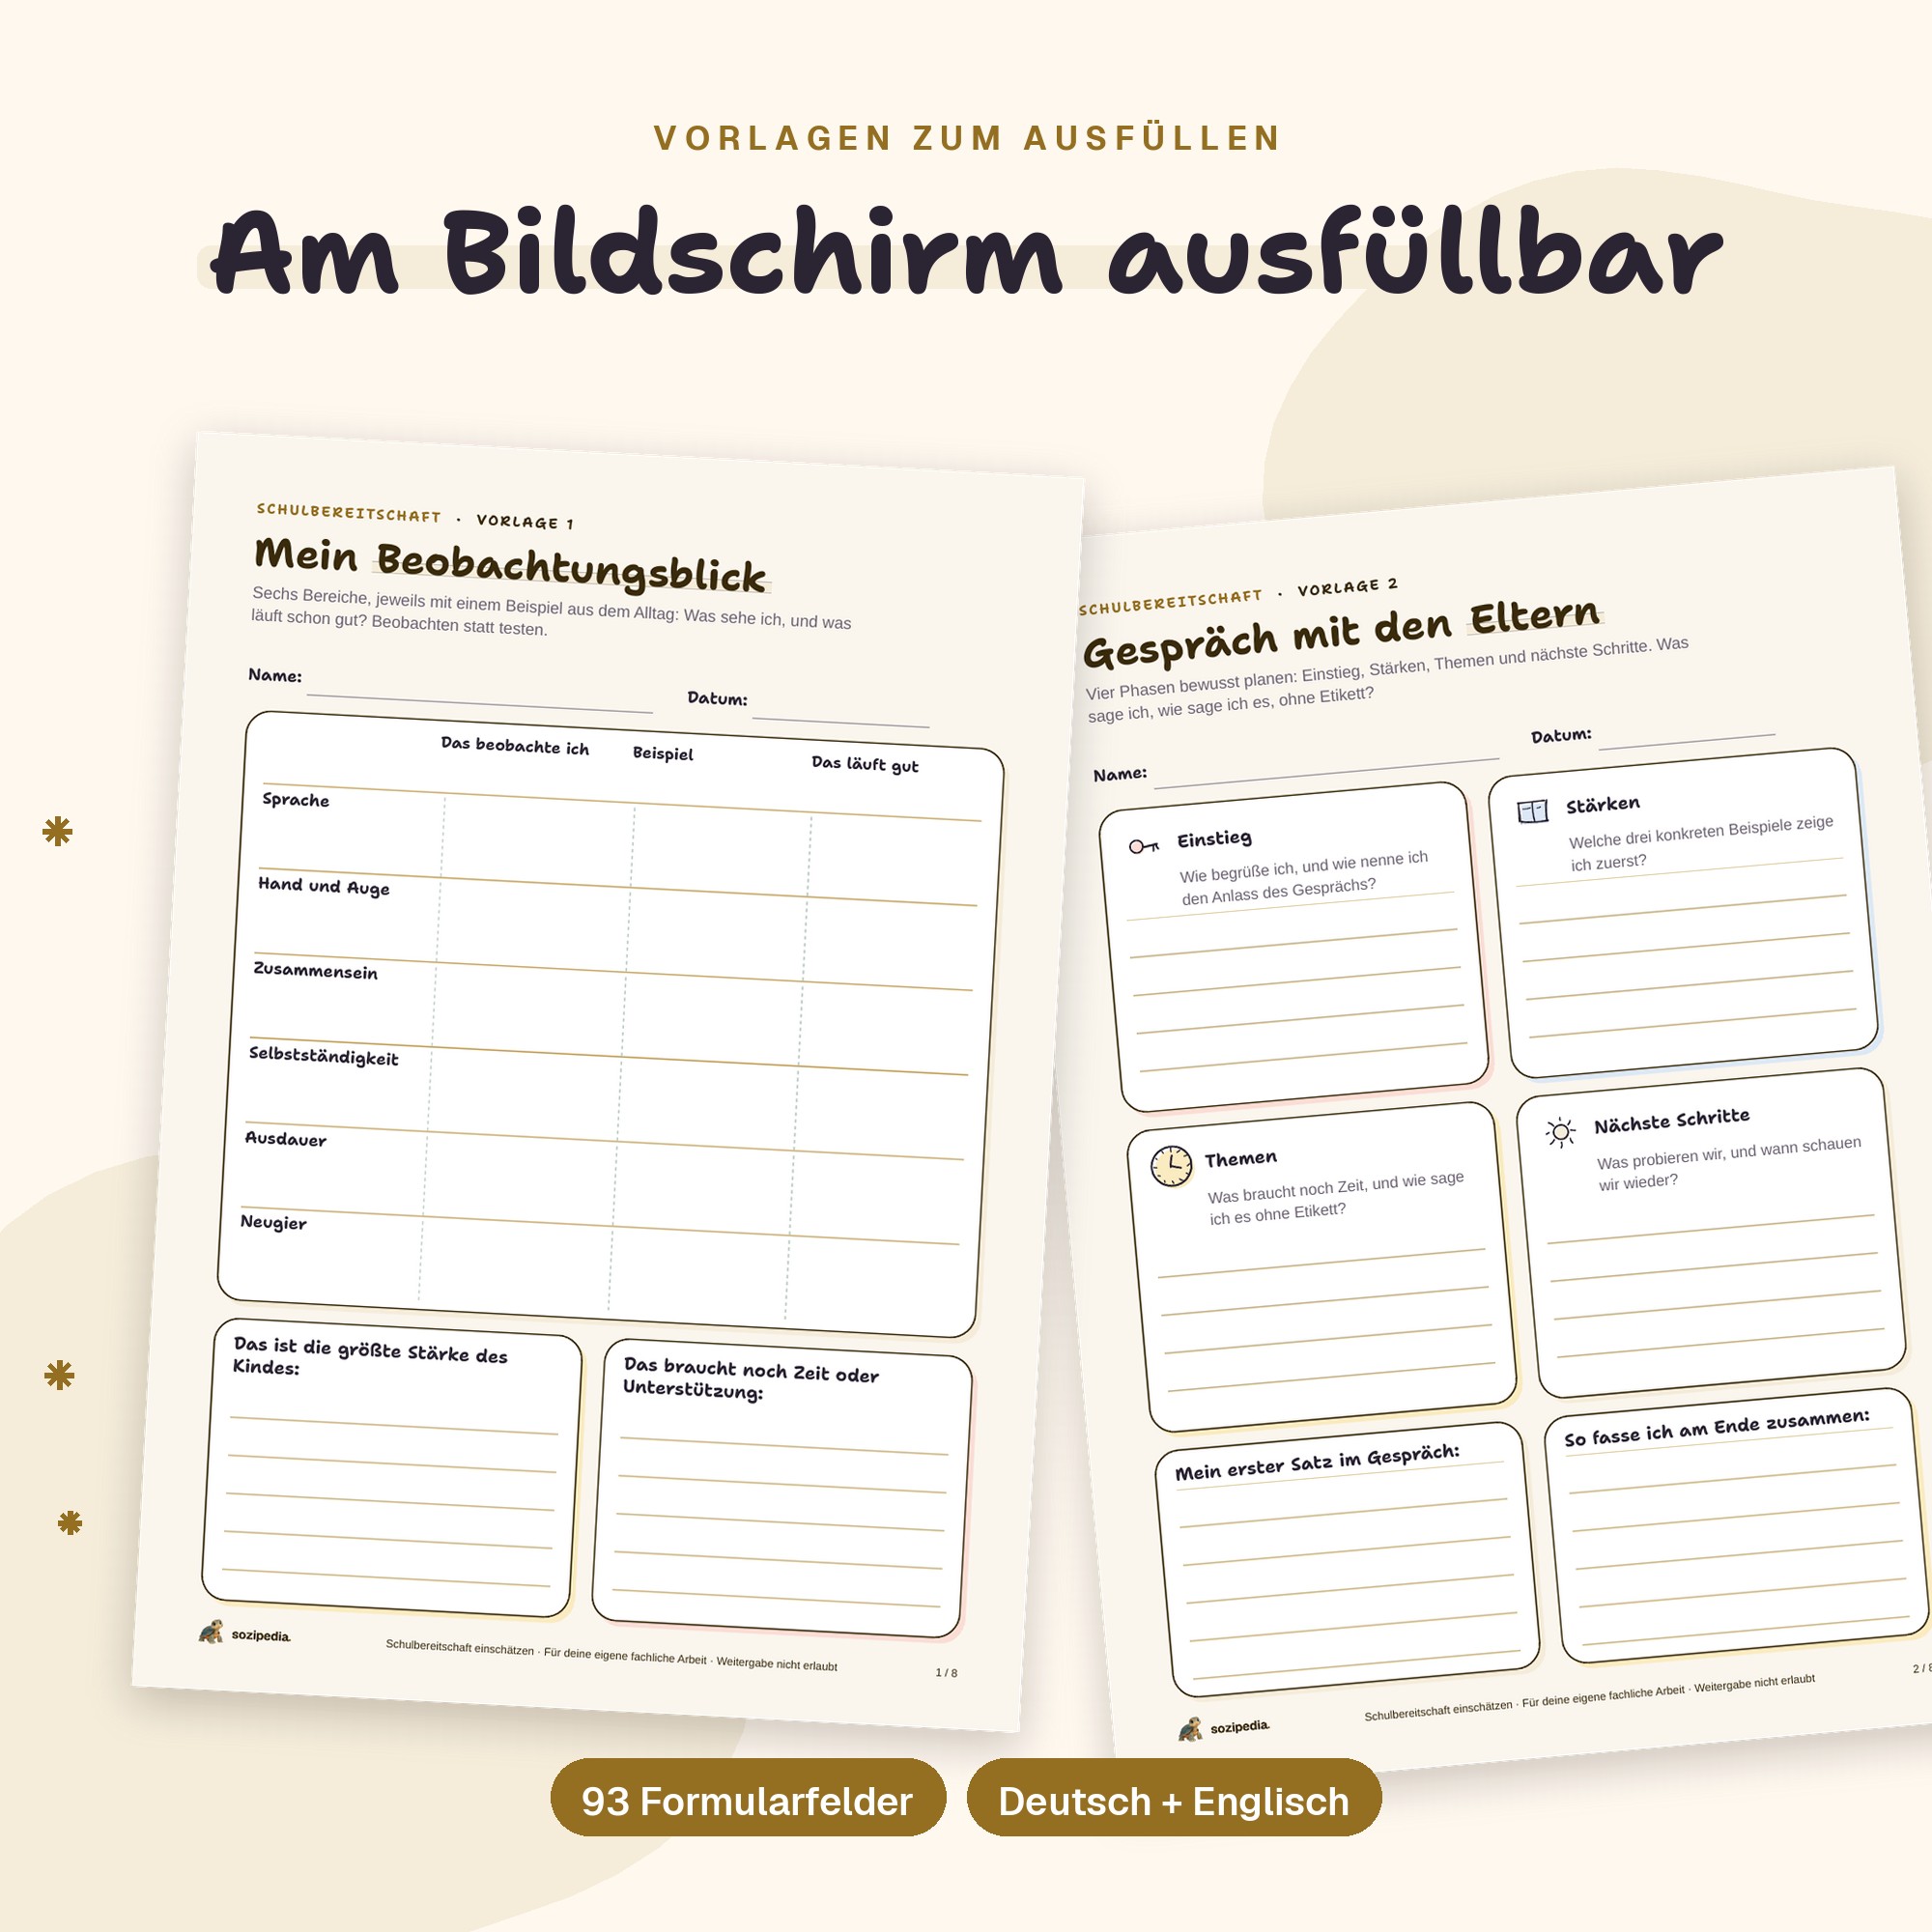 VORLAGEN ZUM AUSFÜLLEN
Am Bildschirm ausfüllbar
SCHULBEREITSCHAFT · VORLAGE 1
Mein Beobachtungsblick
Sechs Bereiche, jeweils mit einem Beispiel aus dem Alltag: Was sehe ich, und was
läuft schon gut? Beobachten statt testen.
Name:
Datum:
Das beobachte ich
Beispiel
Das läuft gut
Sprache
Hand und Auge
Zusammensein
Selbstständigkeit
Ausdauer
Neugier
Das ist die größte Stärke des
Kindes:
Das braucht noch Zeit oder
Unterstützung:
sozipedia.
Schulbereitschaft einschätzen · Für deine eigene fachliche Arbeit · Weitergabe nicht erlaubt
1 / 8
SCHULBEREITSCHAFT · VORLAGE 2
Gespräch mit den Eltern
Vier Phasen bewusst planen: Einstieg, Stärken, Themen und nächste Schritte. Was
sage ich, wie sage ich es, ohne Etikett?
Name:
Datum:
Einstieg
Wie begrüße ich, und wie nenne ich
den Anlass des Gesprächs?
Stärken
Welche drei konkreten Beispiele zeige
ich zuerst?
Themen
Was braucht noch Zeit, und wie sage
ich es ohne Etikett?
Nächste Schritte
Was probieren wir, und wann schauen
wir wieder?
Mein erster Satz im Gespräch:
So fasse ich am Ende zusammen:
sozipedia.
Schulbereitschaft einschätzen · Für deine eigene fachliche Arbeit · Weitergabe nicht erlaubt
2 / 8
93 Formularfelder
Deutsch + Englisch